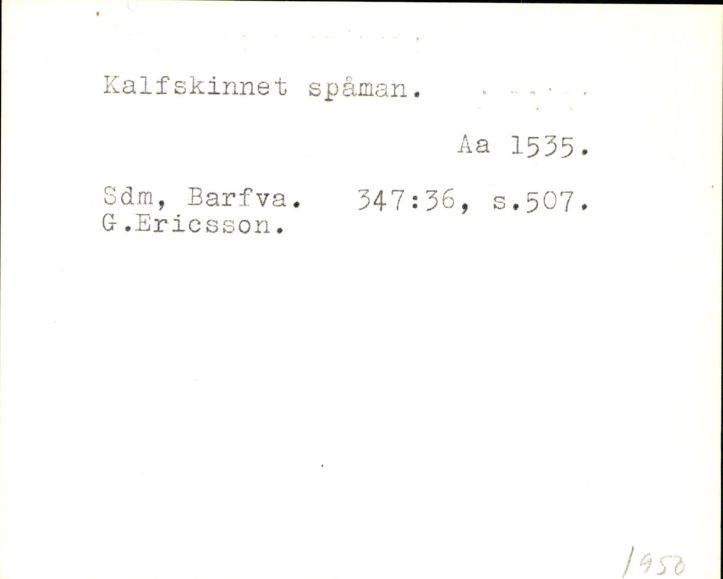 Kalfskinnet spåman.
Aa 1535.
Sdm, Barfva. 347:36, s.507.
G.Ericsson.
1950